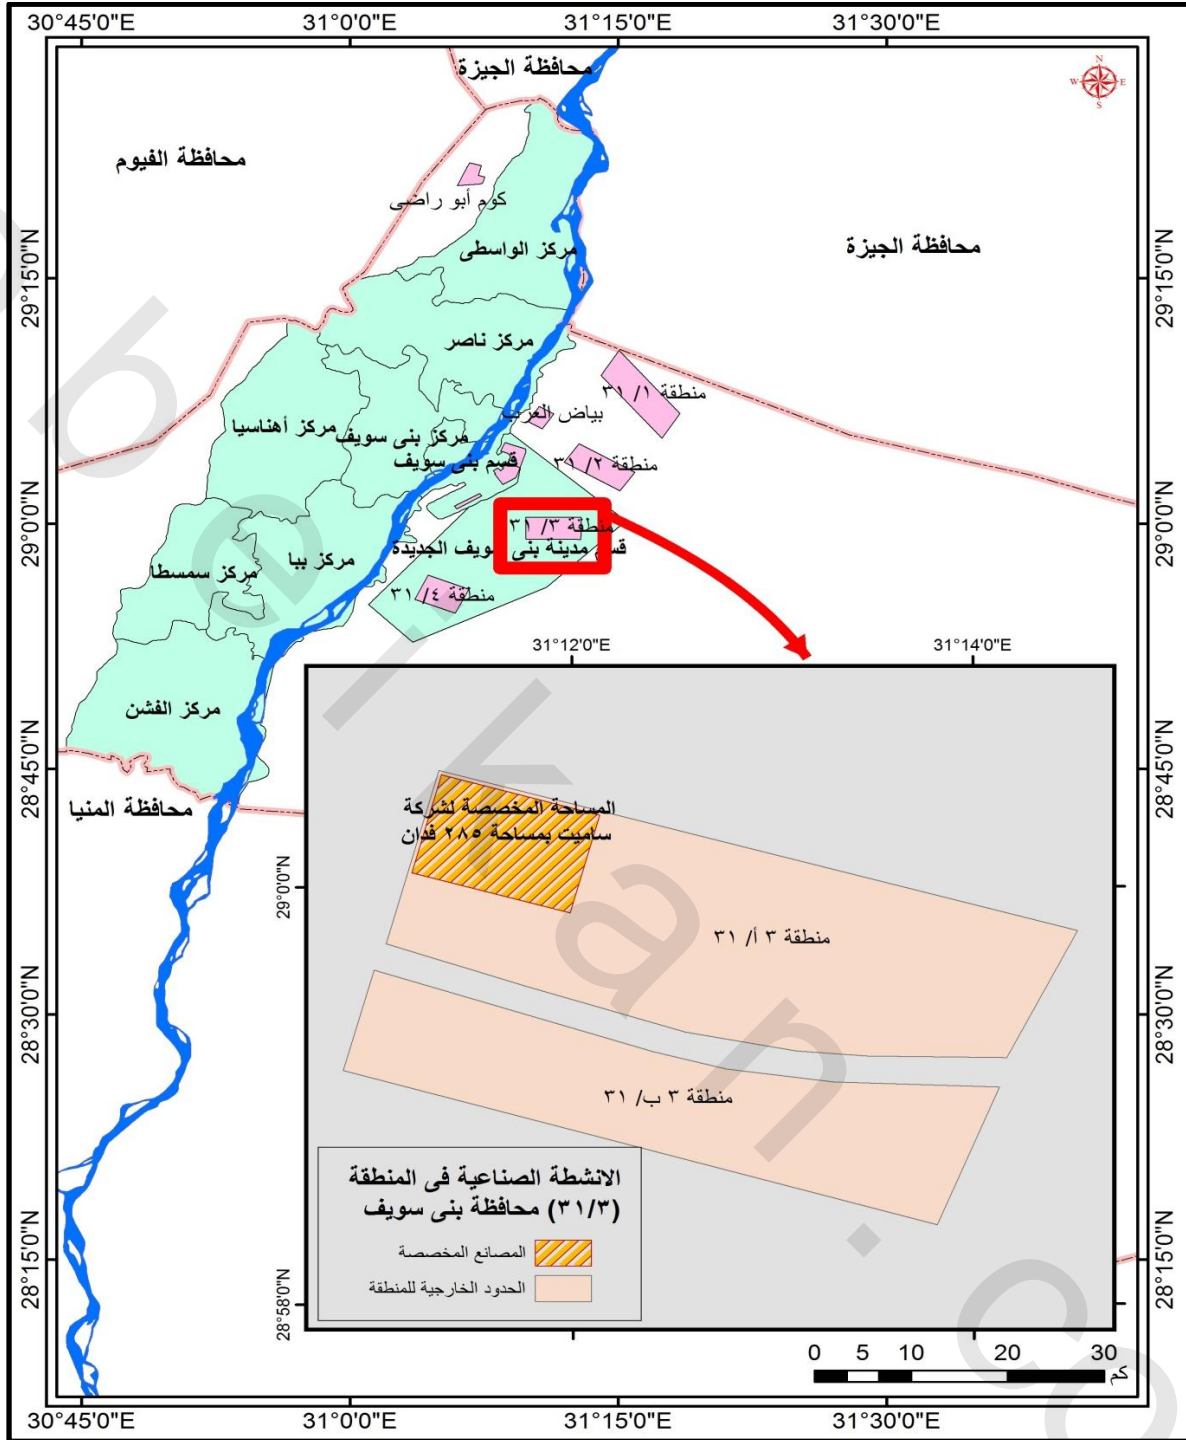 30°45'0"E
31°0'0"E
31°15'0"E
31°30'0"E
N
W
E
S
محافظة الجيزة
محافظة الفيوم
كوم أبو راضى
محافظة الجيزة
مركز الواسطى
29°15'0"N
29°15'0"N
مركز ناصر
منطقة ١/ ٣١
بياض العرب
مركز أهناسيا
مركز بنى سويف
قسم بنى سويف
منطقة ٢/ ٣١
29°0'0"N
29°0'0"N
منطقة ٣/ ٣١
قسم مدينة بنى سويف الجديدة
مركز ببا
مركز سمسطا
منطقة ٤/ ٣١
31°12'0"E
31°14'0"E
مركز الفشن
28°45'0"N
28°45'0"N
محافظة المنيا
المساحة المخصصة لشركة
ساميت بمساحة ٢٨٥ فدان
29°0'0"N
منطقة ٣ أ/ ٣١
28°30'0"N
28°30'0"N
منطقة ٣ ب/ ٣١
الانشطة الصناعية فى المنطقة
(٣١/٣) محافظة بنى سويف
المصانع المخصصة
الحدود الخارجية للمنطقة
28°15'0"N
28°15'0"N
28°58'0"N
0 5 10 20 30
كم
30°45'0"E
31°0'0"E
31°15'0"E
31°30'0"E